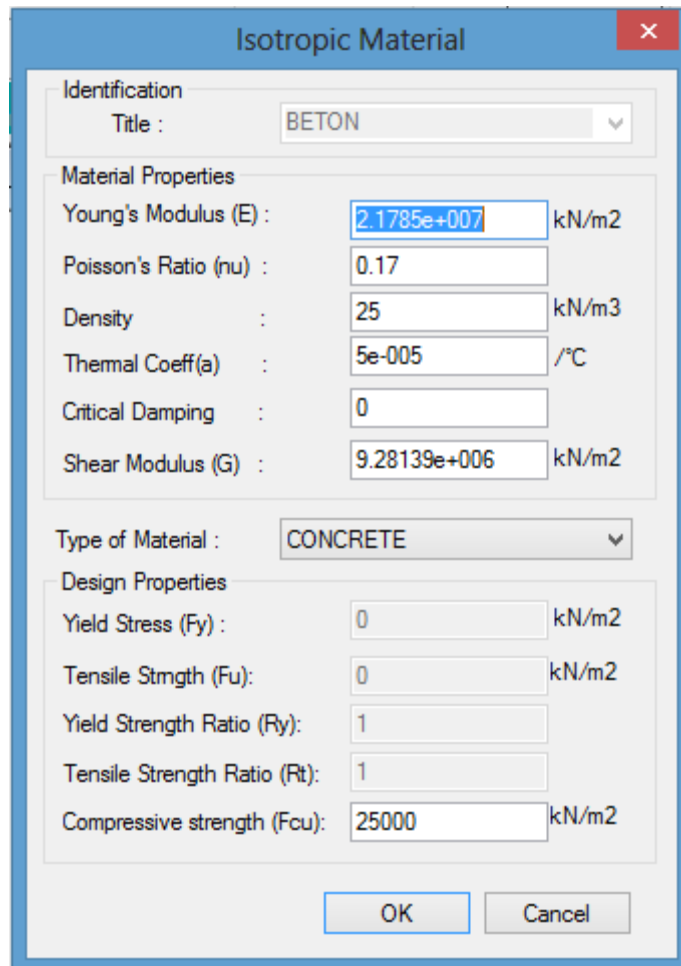 Isotropic Material
Identification
Title : BETON
Material Properties
Young's Modulus (E) : 2.1785e+007 kN/m2
Poisson's Ratio (nu) : 0.17
Density : 25 kN/m3
Thermal Coeff(a) : 5e-005 /°C
Critical Damping : 0
Shear Modulus (G) : 9.28139e+006 kN/m2
Type of Material : CONCRETE
Design Properties
Yield Stress (Fy) : 0 kN/m2
Tensile Strngth (Fu): 0 kN/m2
Yield Strength Ratio (Ry): 1
Tensile Strength Ratio (Rt): 1
Compressive strength (Fcu): 25000 kN/m2
OK Cancel